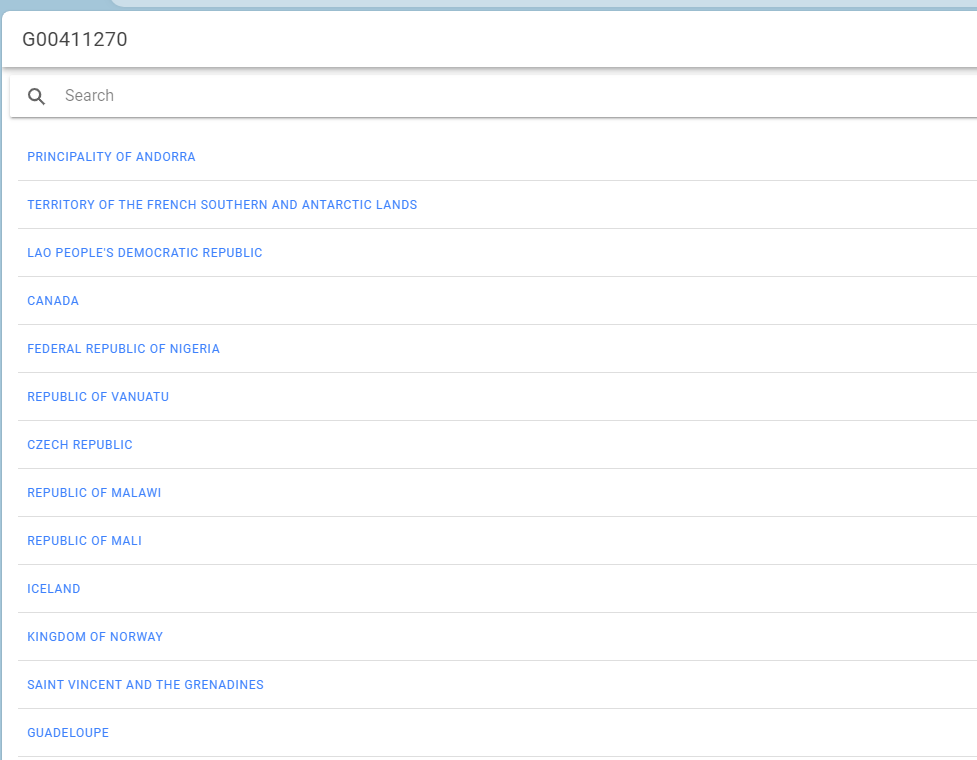 G00411270
Search
PRINCIPALITY OF ANDORRA
TERRITORY OF THE FRENCH SOUTHERN AND ANTARCTIC LANDS
LAO PEOPLE'S DEMOCRATIC REPUBLIC
CANADA
FEDERAL REPUBLIC OF NIGERIA
REPUBLIC OF VANUATU
CZECH REPUBLIC
REPUBLIC OF MALAWI
REPUBLIC OF MALI
ICELAND
KINGDOM OF NORWAY
SAINT VINCENT AND THE GRENADINES
GUADELOUPE